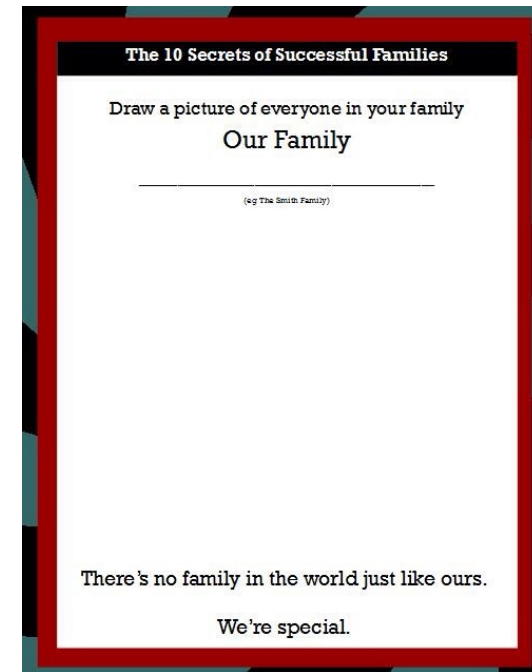 The 10 Secrets of Successful Families
Draw a picture of everyone in your family
Our Family
(eg The Smith Family)
There's no family in the world just like ours.
We're special.